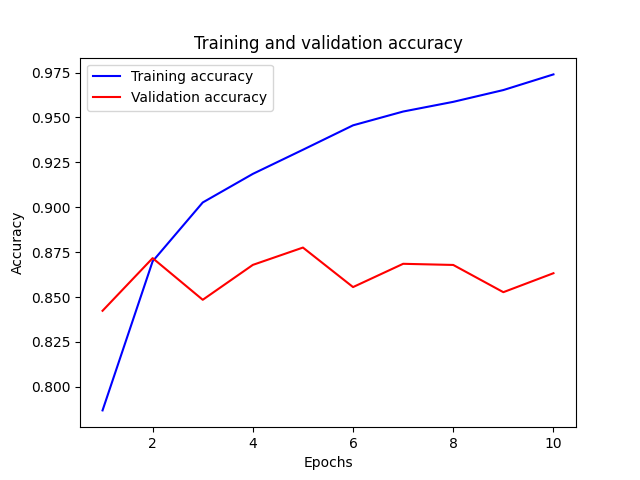 Training and validation accuracy
Training accuracy
Validation accuracy
0.975
0.950
0.925
0.900
0.875
0.850
0.825
0.800
Accuracy
2 4 6 8 10
Epochs